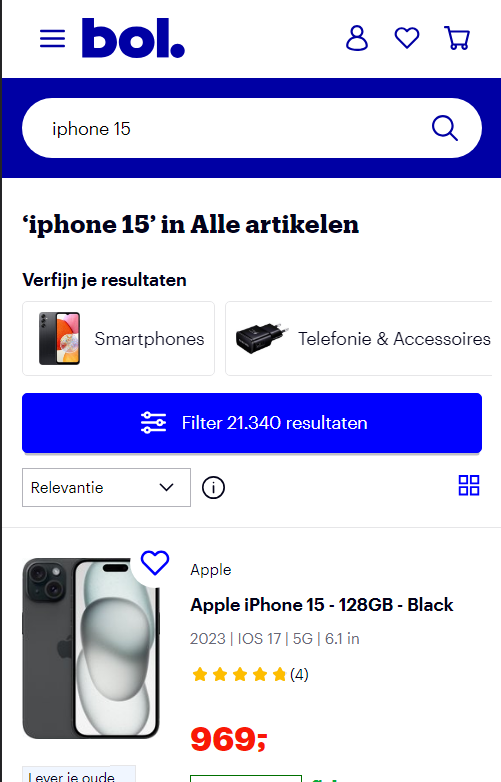 bol.
iphone 15
‘iphone 15’ in Alle artikelen
Verfijn je resultaten
Smartphones
Telefonie & Accessoires
Filter 21.340 resultaten
Relevantie
Apple
Apple iPhone 15 - 128GB - Black
2023 | IOS 17 | 5G | 6.1 in
(4)
969,-
Lever je oude